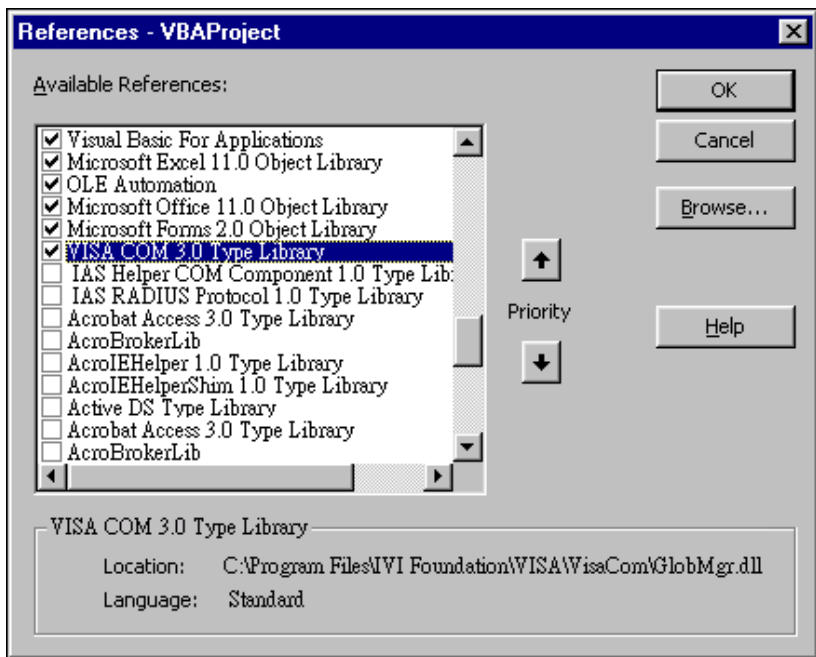 References - VBAProject
Available References:
Visual Basic For Applications
Microsoft Excel 11.0 Object Library
OLE Automation
Microsoft Office 11.0 Object Library
Microsoft Forms 2.0 Object Library
VISA COM 3.0 Type Library
IAS Helper COM Component 1.0 Type Lib:
IAS RADIUS Protocol 1.0 Type Library
Acrobat Access 3.0 Type Library
AcroBrokerLib
AcroIEHelper 1.0 Type Library
AcroIEHelperShim 1.0 Type Library
Active DS Type Library
Acrobat Access 3.0 Type Library
AcroBrokerLib
Priority
OK
Cancel
Browse...
Help
VISA COM 3.0 Type Library
Location: C:\Program Files\IVI Foundation\VISA\VisaCom\GlobMgr.dll
Language: Standard